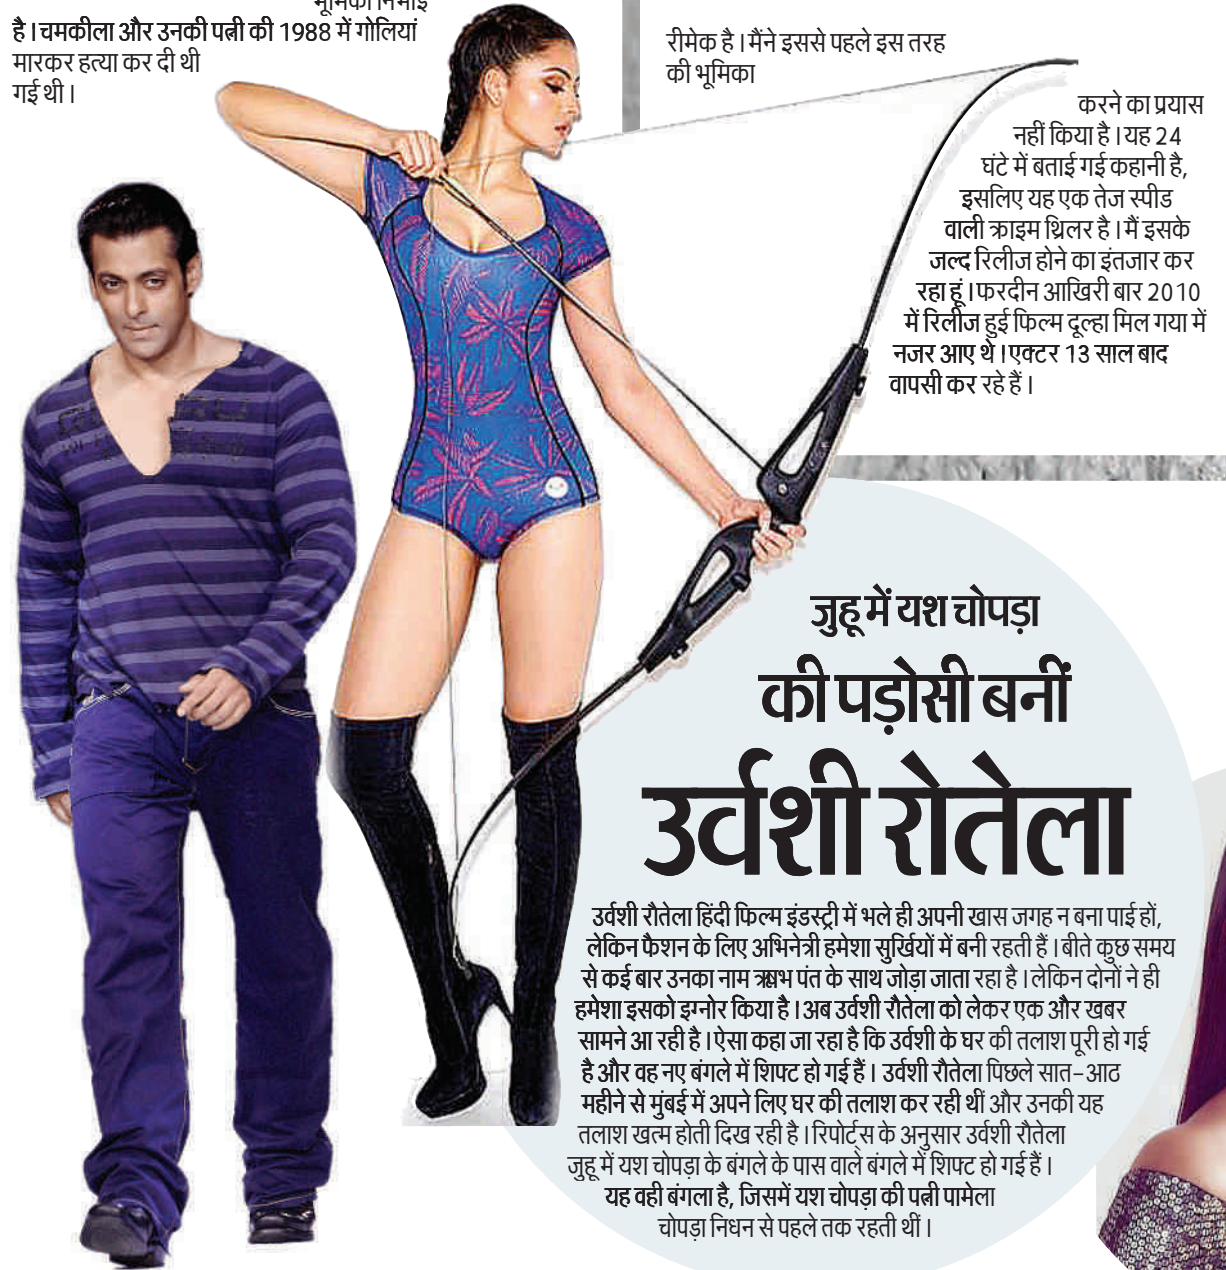 है । चमकीला और उनकी पत्नी की 1988 में गोलियां
मारकर हत्या कर दी थी
गई थी ।
रीमेक है । मैंने इससे पहले इस तरह
की भूमिका
करने का प्रयास
नहीं किया है । यह 24
घंटे में बताई गई कहानी है,
इसलिए यह एक तेज स्पीड
वाली क्राइम थ्रिलर है । मैं इसके
जल्द रिलीज होने का इंतजार कर
रहा हूं । फरदीन आखिरी बार 2010
में रिलीज हुई फिल्म दूल्हा मिल गया में
नजर आए थे । एक्टर 13 साल बाद
वापसी कर रहे हैं ।
जुहू में यश चोपड़ा
की पड़ोसी बनीं
उर्वशी रोतेला
उर्वशी रौतेला हिंदी फिल्म इंडस्ट्री में भले ही अपनी खास जगह न बना पाई हों,
लेकिन फैशन के लिए अभिनेत्री हमेशा सुर्खियों में बनी रहती हैं । बीते कुछ समय
से कई बार उनका नाम ऋषभ पंत के साथ जोड़ा जाता रहा है । लेकिन दोनों ने ही
हमेशा इसको इग्नोर किया है । अब उर्वशी रौतेला को लेकर एक और खबर
सामने आ रही है । ऐसा कहा जा रहा है कि उर्वशी के घर की तलाश पूरी हो गई
है और वह नए बंगले में शिफ्ट हो गई हैं । उर्वशी रौतेला पिछले सात-आठ
महीने से मुंबई में अपने लिए घर की तलाश कर रही थीं और उनकी यह
तलाश खत्म होती दिख रही है । रिपोर्ट्स के अनुसार उर्वशी रौतेला
जुहू में यश चोपड़ा के बंगले के पास वाले बंगले में शिफ्ट हो गई हैं ।
यह वही बंगला है, जिसमें यश चोपड़ा की पत्नी पामेला
चोपड़ा निधन से पहले तक रहती थीं ।